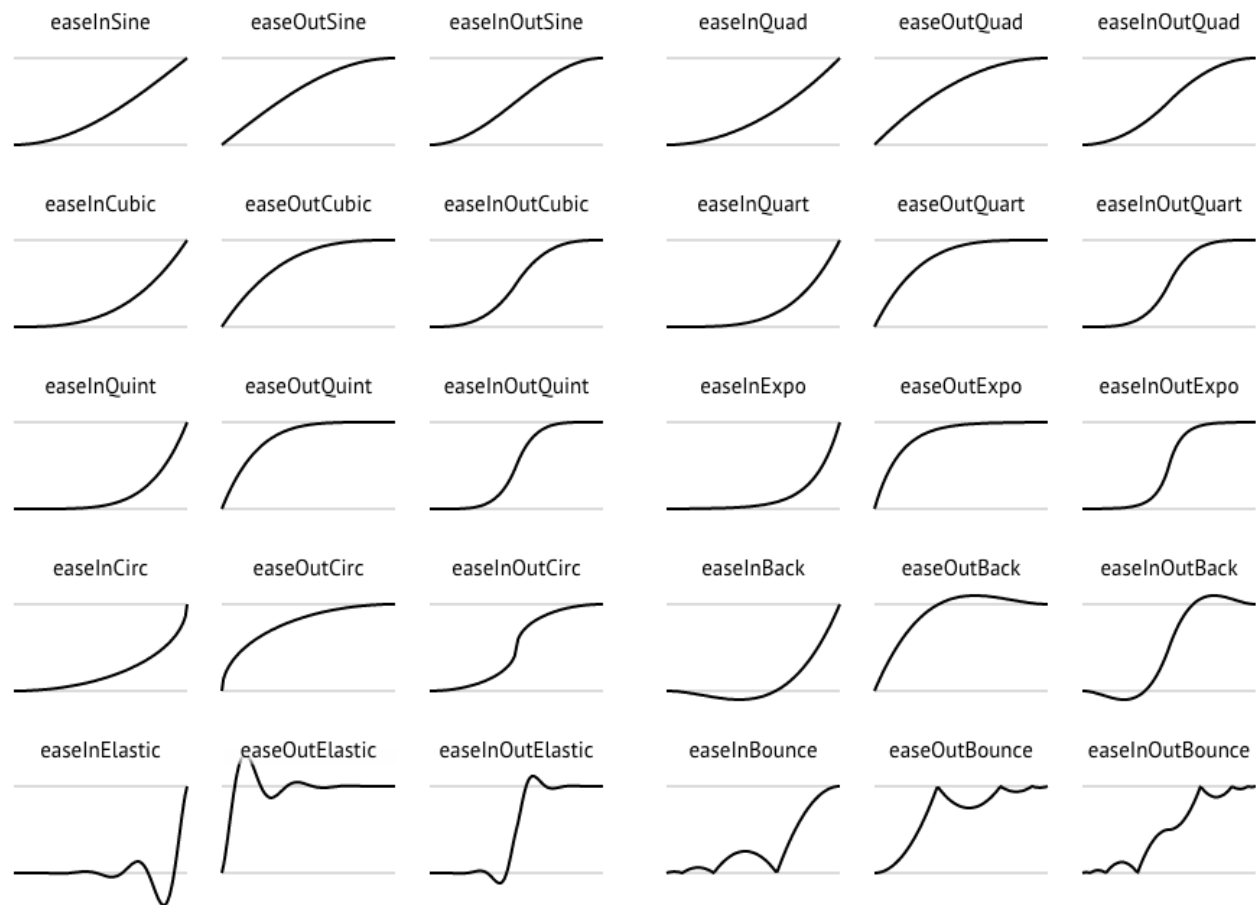 easeInSine easeOutSine easeInOutSine easeInQuad easeOutQuad easeInOutQuad
easeInCubic easeOutCubic easeInOutCubic easeInQuart easeOutQuart easeInOutQuart
easeInQuint easeOutQuint easeInOutQuint easeInExpo easeOutExpo easeInOutExpo
easeInCirc easeOutCirc easeInOutCirc easeInBack easeOutBack easeInOutBack
easeInElastic easeOutElastic easeInOutElastic easeInBounce easeOutBounce easeInOutBounce